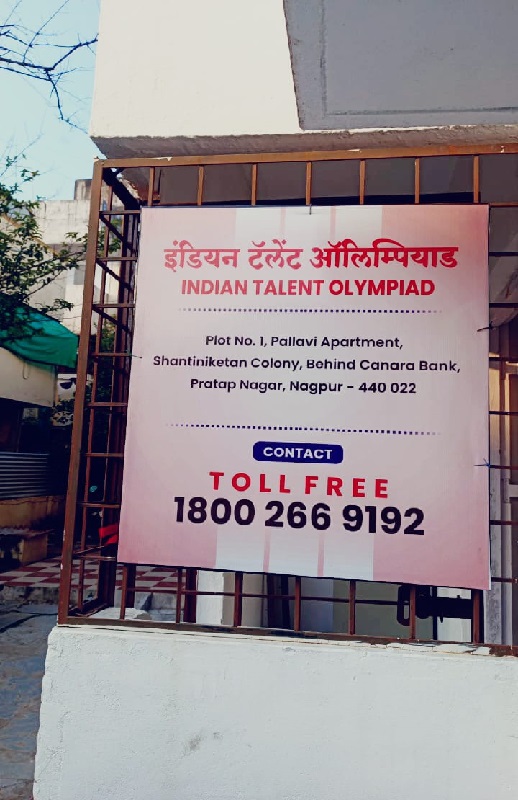 इंडियन टॅलेंट ऑलिम्पियाड
INDIAN TALENT OLYMPIAD
Plot No. 1, Pallavi Apartment,
Shantiniketan Colony, Behind Canara Bank,
Pratap Nagar, Nagpur - 440 022
CONTACT
TOLL FREE
1800 266 9192